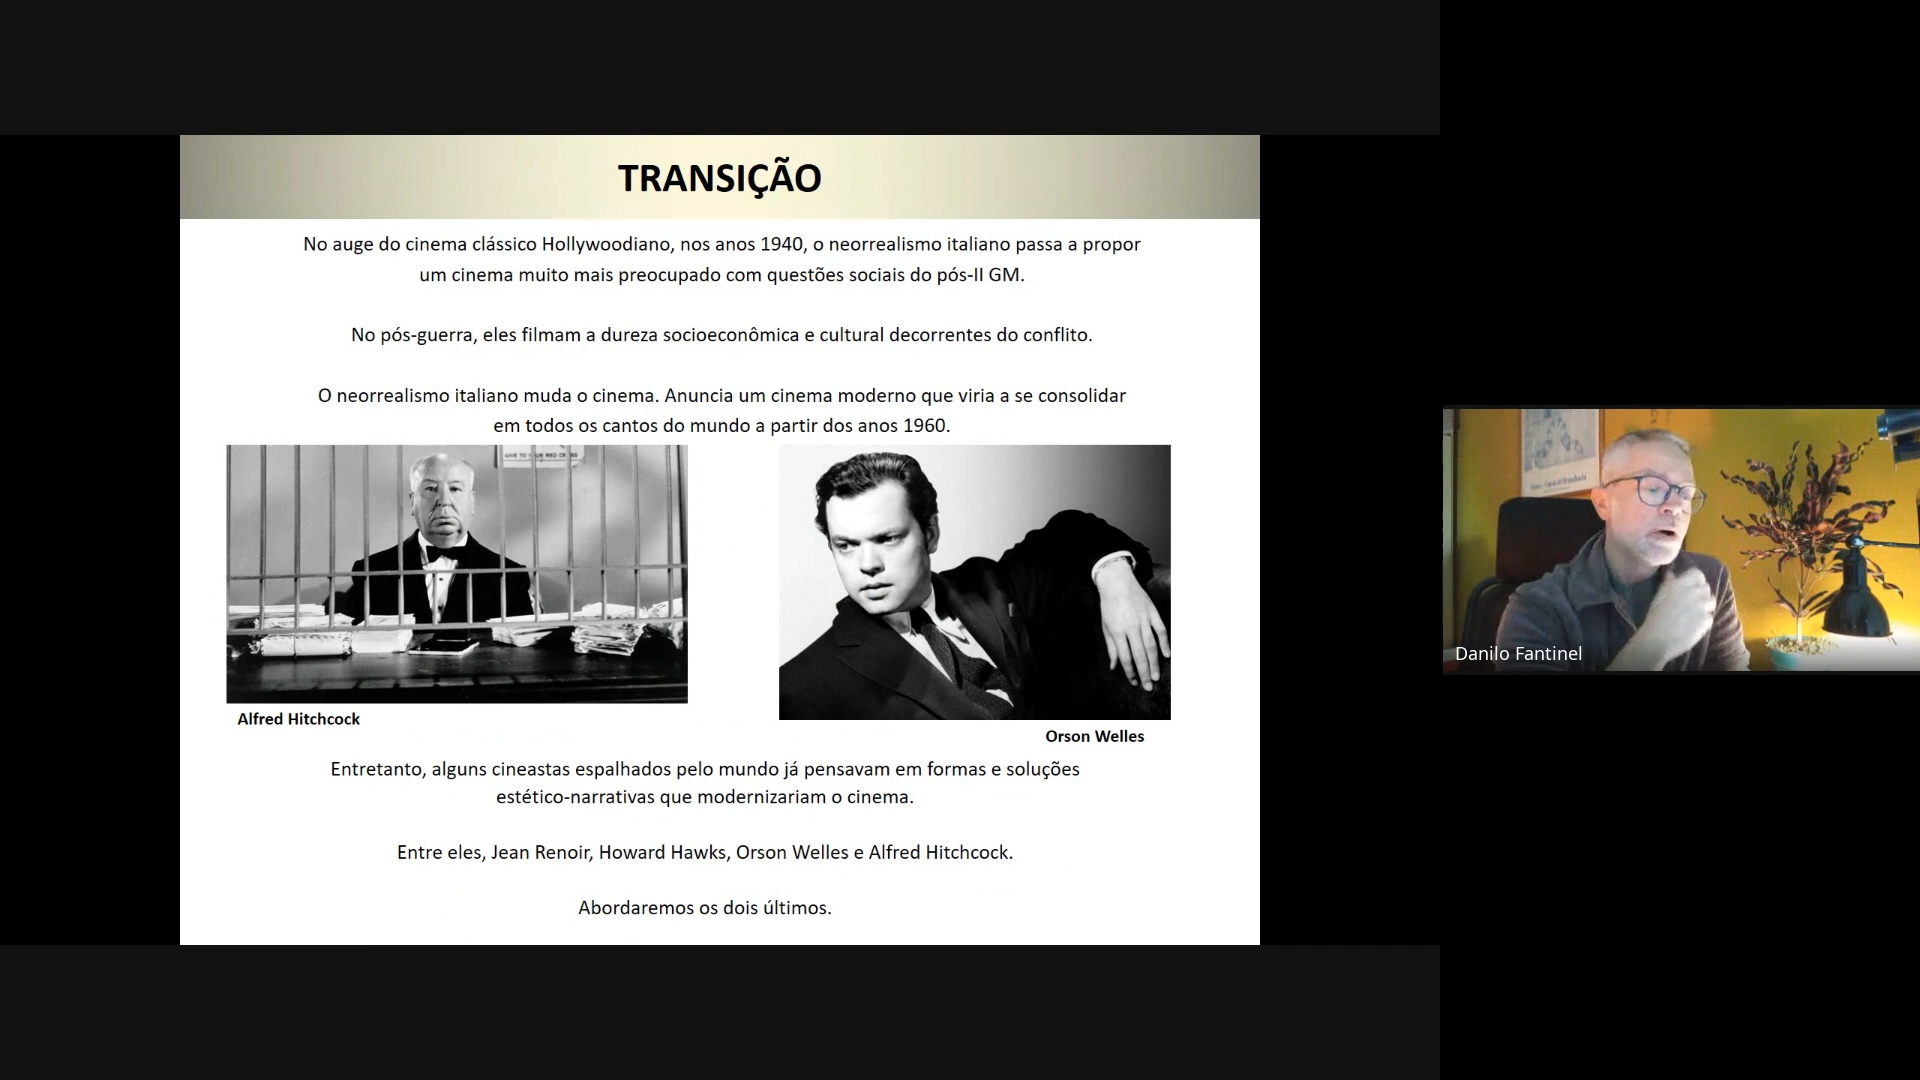 TRANSIÇÃO
No auge do cinema clássico Hollywoodiano, nos anos 1940, o neorrealismo italiano passa a propor
um cinema muito mais preocupado com questões sociais do pós-II GM.
No pós-guerra, eles filmam a dureza socioeconômica e cultural decorrentes do conflito.
O neorrealismo italiano muda o cinema. Anuncia um cinema moderno que viria a se consolidar
em todos os cantos do mundo a partir dos anos 1960.
Alfred Hitchcock
Orson Welles
Entretanto, alguns cineastas espalhados pelo mundo já pensavam em formas e soluções
estético-narrativas que modernizariam o cinema.
Entre eles, Jean Renoir, Howard Hawks, Orson Welles e Alfred Hitchcock.
Abordaremos os dois últimos.
Danilo Fantinel